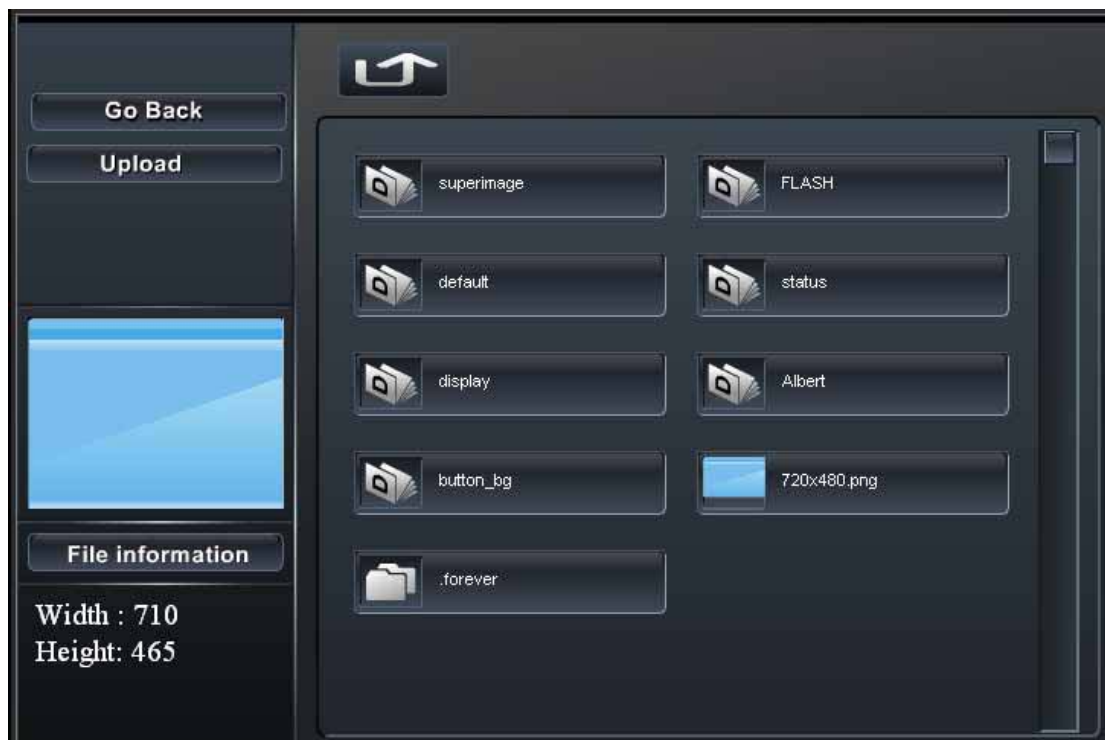 Go Back
Upload
File information
Width : 710
Height: 465
superimage
FLASH
default
status
display
Albert
button_bg
720x480.png
.forever